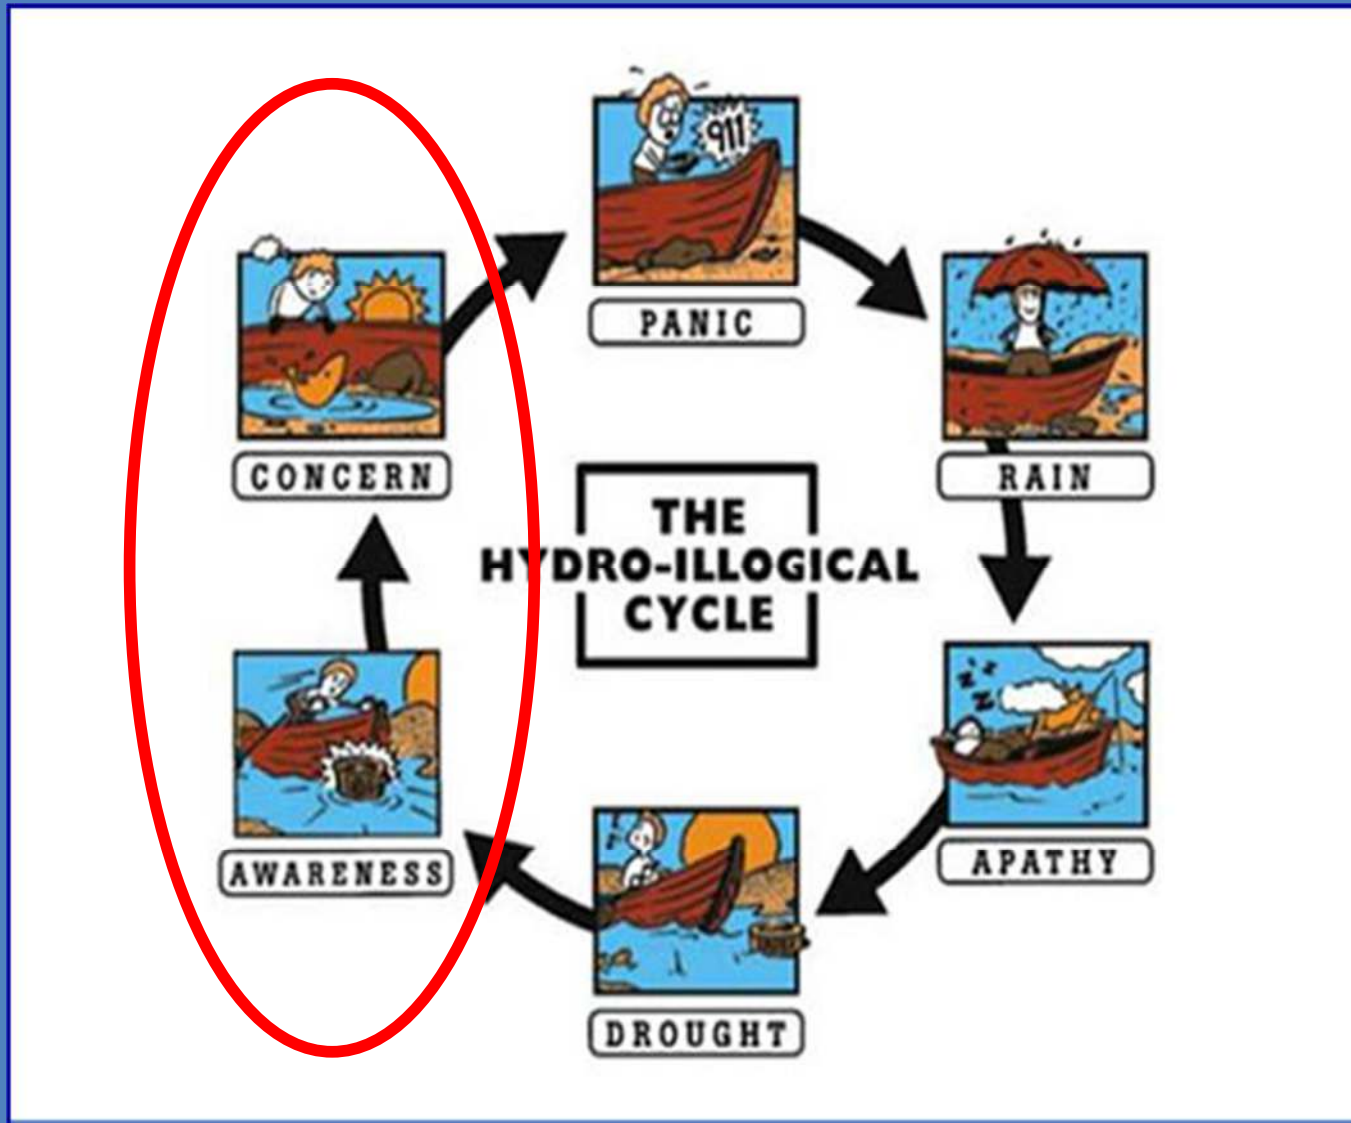 911
PANIC
RAIN
CONCERN
THE
HYDRO-ILLOGICAL
CYCLE
z z
z
APATHY
AWARENESS
DROUGHT